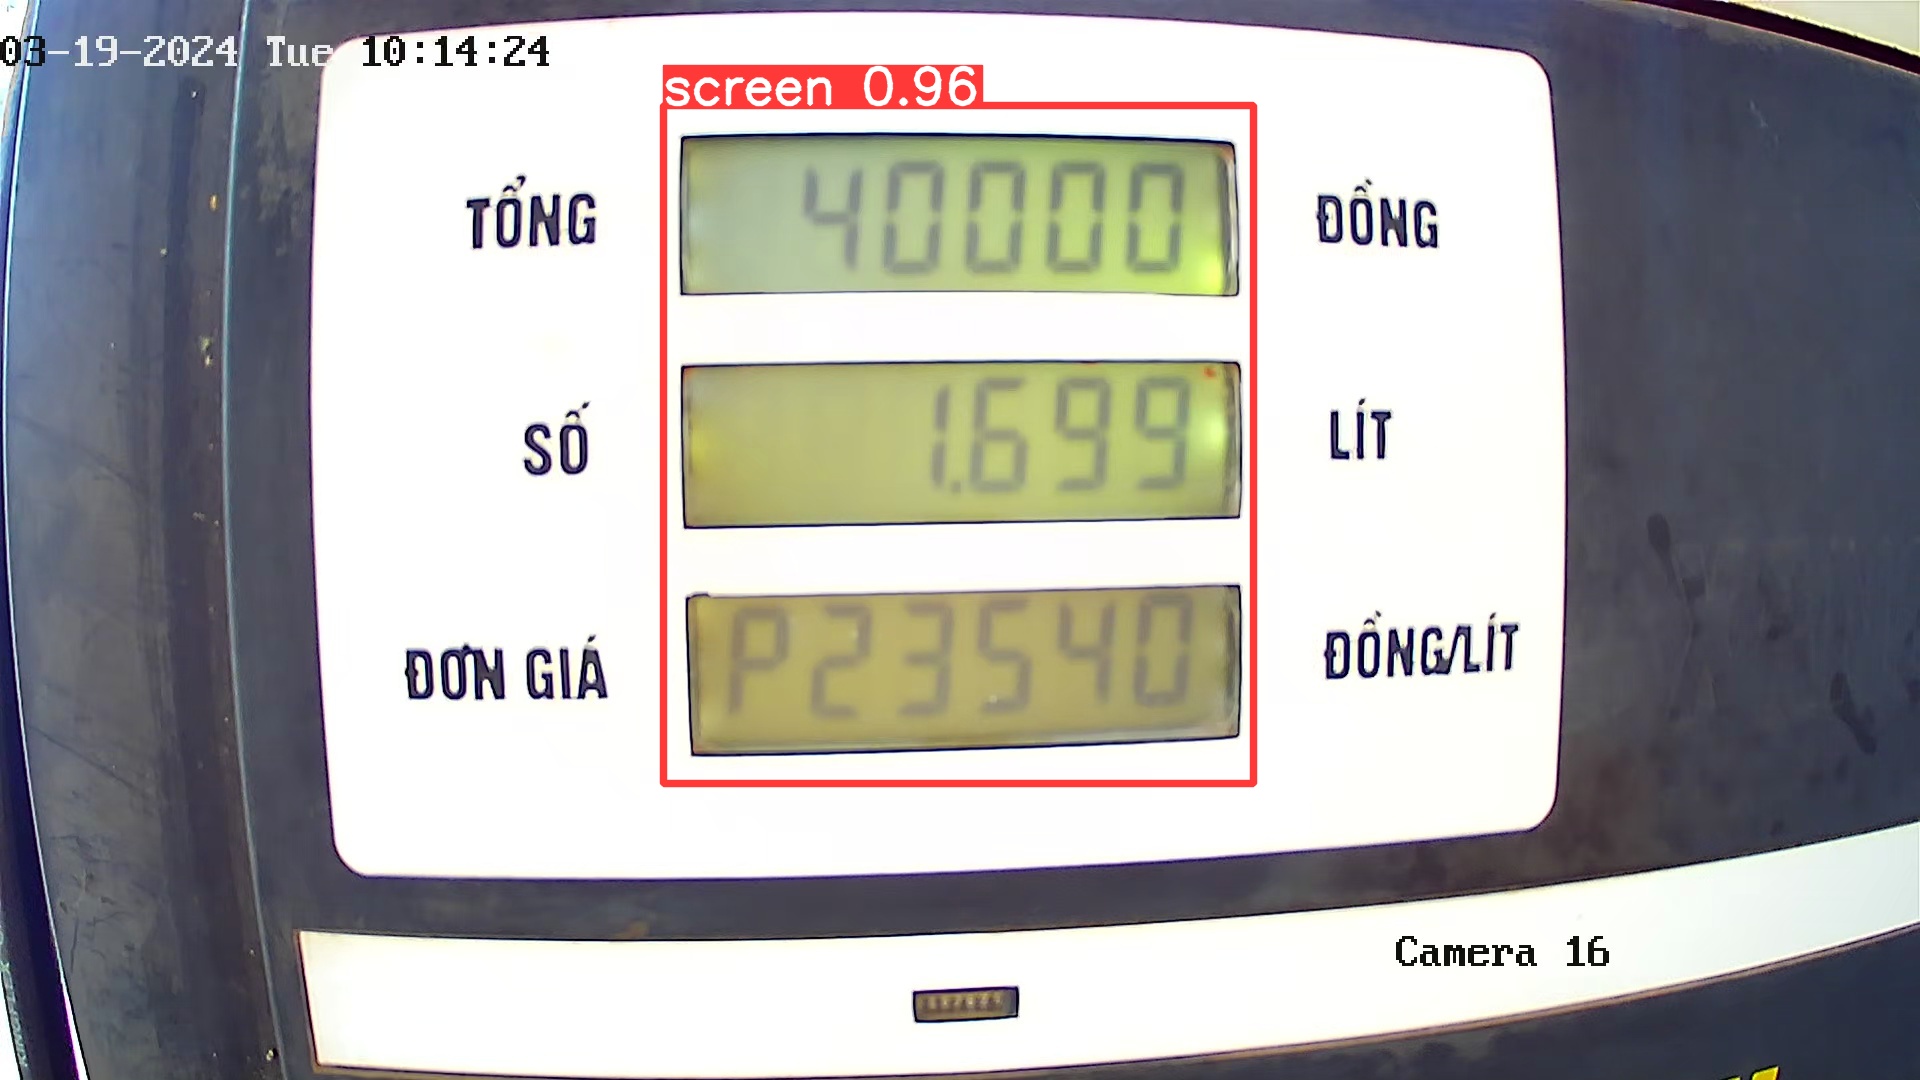 03-19-2024 Tue 10:14:24
screen 0.96
TỔNG 40000 ĐỒNG
SỐ 1.699 LÍT
ĐƠN GIÁ P23540 ĐỒNG/LÍT
Camera 16